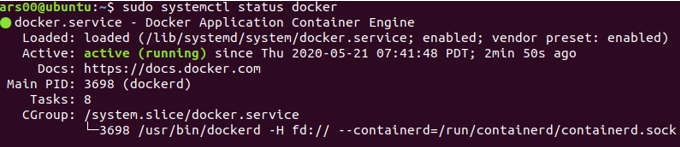 ars00@ubuntu:~$ sudo systemctl status docker
● docker.service - Docker Application Container Engine
Loaded: loaded (/lib/systemd/system/docker.service; enabled; vendor preset: enabled)
Active: active (running) since Thu 2020-05-21 07:41:48 PDT; 2min 50s ago
Docs: https://docs.docker.com
Main PID: 3698 (dockerd)
Tasks: 8
CGroup: /system.slice/docker.service
└─3698 /usr/bin/dockerd -H fd:// --containerd=/run/containerd/containerd.sock